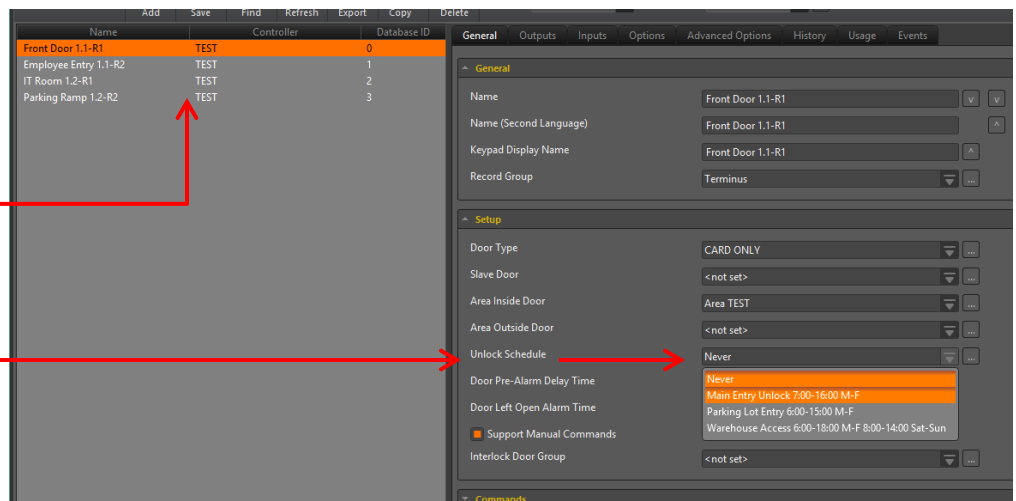 Add Save Find Refresh Export Copy Delete
Name Controller Database ID
Front Door 1.1-R1 TEST 0
Employee Entry 1.1-R2 TEST 1
IT Room 1.2-R1 TEST 2
Parking Ramp 1.2-R2 TEST 3
General Outputs Inputs Options Advanced Options History Usage Events
General
Name Front Door 1.1-R1
Name (Second Language) Front Door 1.1-R1
Keypad Display Name Front Door 1.1-R1
Record Group Terminus
Setup
Door Type CARD ONLY
Slave Door <not set>
Area Inside Door Area TEST
Area Outside Door <not set>
Unlock Schedule Never
Door Pre-Alarm Delay Time Never
Main Entry Unlock 7:00-16:00 M-F
Door Left Open Alarm Time Parking Lot Entry 6:00-15:00 M-F
Warehouse Access 6:00-18:00 M-F 8:00-14:00 Sat-Sun
Support Manual Commands
Interlock Door Group <not set>
Commands